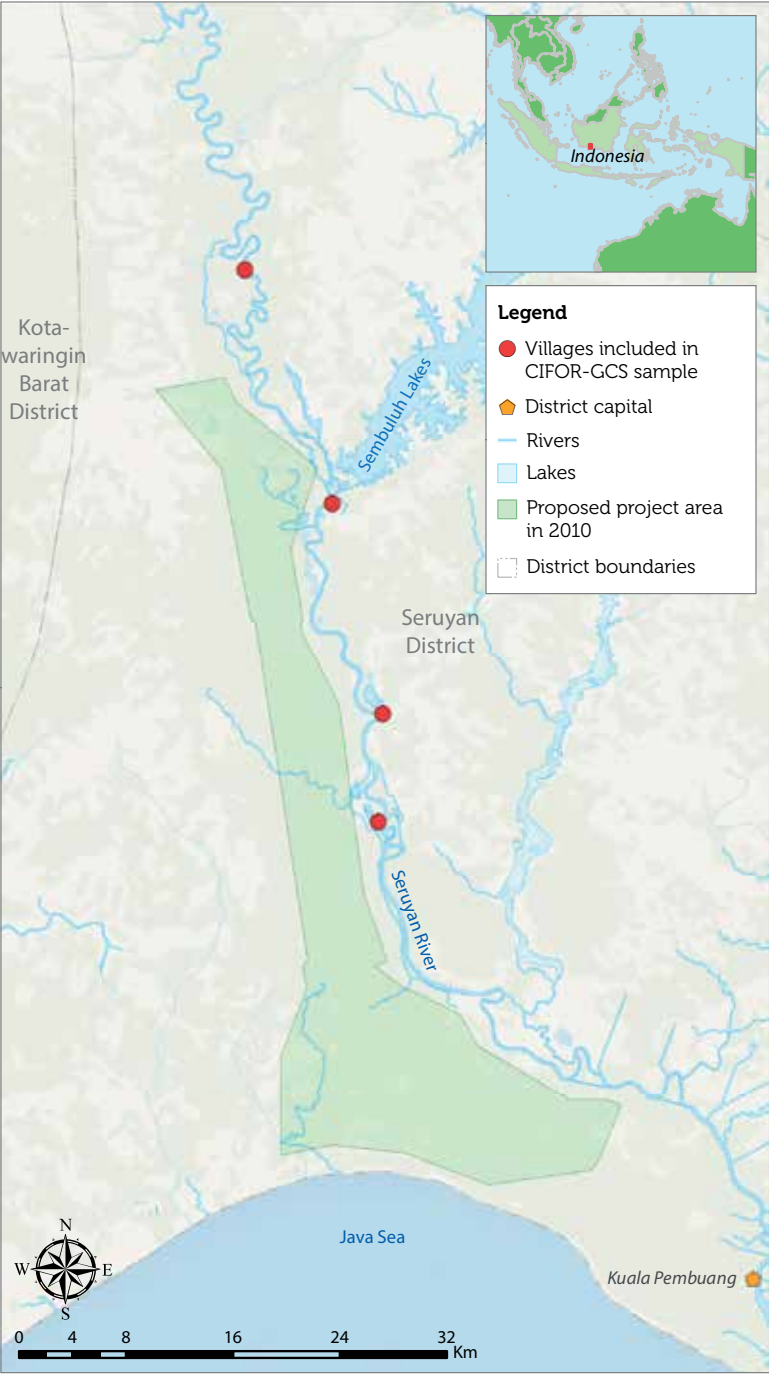 Indonesia
Legend
Villages included in
CIFOR-GCS sample
District capital
Rivers
Lakes
Proposed project area
in 2010
District boundaries
Kota-
waringin
Barat
District
Sembuluh Lakes
Seruyan
District
Seruyan River
Java Sea
Kuala Pembuang
N
W E
S
0 4 8 16 24 32
Km